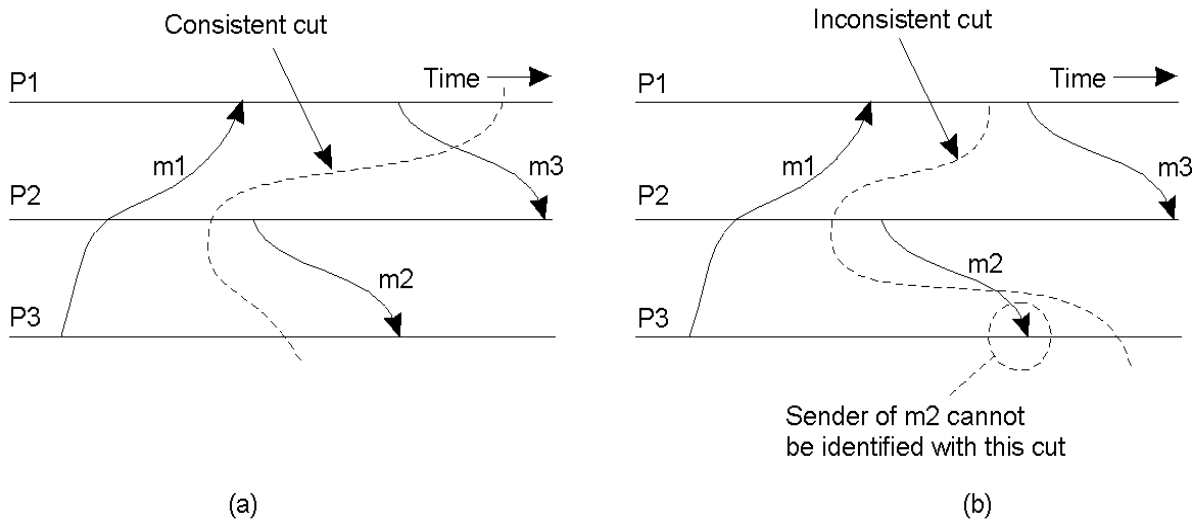 Consistent cut
Time
P1
m1
m3
P2
m2
P3
(a)
Inconsistent cut
Time
P1
m1
m3
P2
m2
P3
Sender of m2 cannot
be identified with this cut
(b)